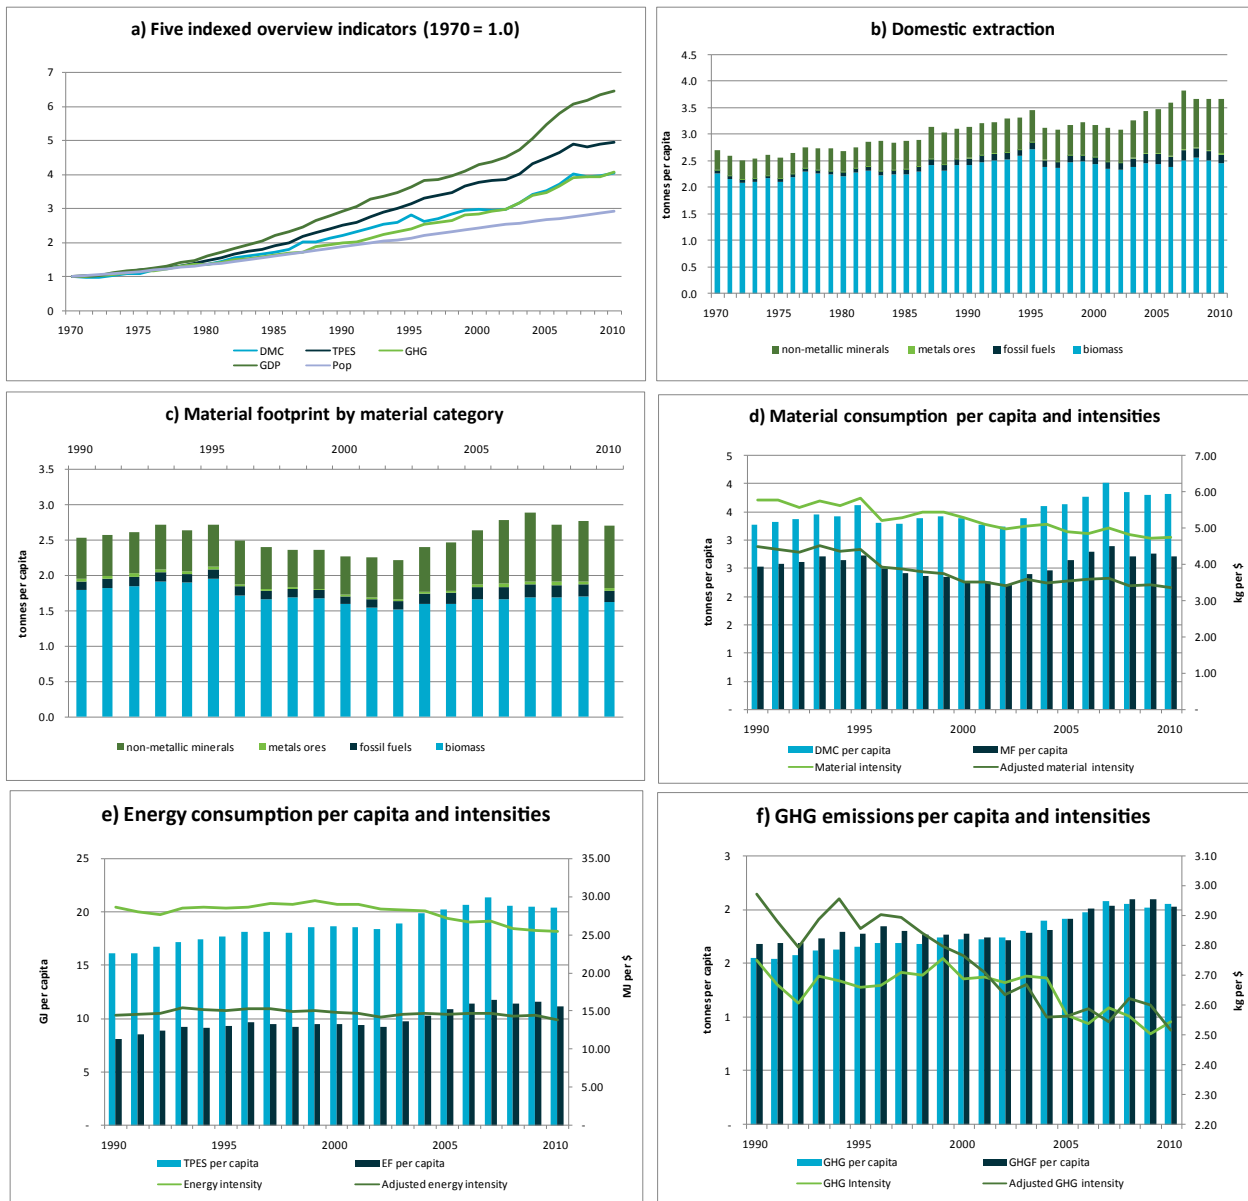 a) Five indexed overview indicators (1970 = 1.0)
7
6
5
4
3
2
1
0
1970 1975 1980 1985 1990 1995 2000 2005 2010
DMC TPES GHG
GDP Pop
b) Domestic extraction
tonnes per capita
4.5
4.0
3.5
3.0
2.5
2.0
1.5
1.0
0.5
0.0
1970 1975 1980 1985 1990 1995 2000 2005 2010
non-metallic minerals metals ores fossil fuels biomass
c) Material footprint by material category
1990 1995 2000 2005 2010
tonnes per capita
3.5
3.0
2.5
2.0
1.5
1.0
0.5
0.0
non-metallic minerals metals ores fossil fuels biomass
d) Material consumption per capita and intensities
tonnes per capita
5
4
4
3
3
2
2
1
1
-
7.00
6.00
5.00
4.00
3.00
2.00
1.00
-
kg per $
1990 1995 2000 2005 2010
DMC per capita MF per capita
Material intensity Adjusted material intensity
e) Energy consumption per capita and intensities
GJ per capita
25
20
15
10
5
-
35.00
30.00
25.00
20.00
15.00
10.00
5.00
-
MJ per $
1990 1995 2000 2005 2010
TPES per capita EF per capita
Energy intensity Adjusted energy intensity
f) GHG emissions per capita and intensities
tonnes per capita
3
2
2
1
1
-
3.10
3.00
2.90
2.80
2.70
2.60
2.50
2.40
2.30
2.20
kg per $
1990 1995 2000 2005 2010
GHG per capita GHGF per capita
GHG Intensity Adjusted GHG intensity